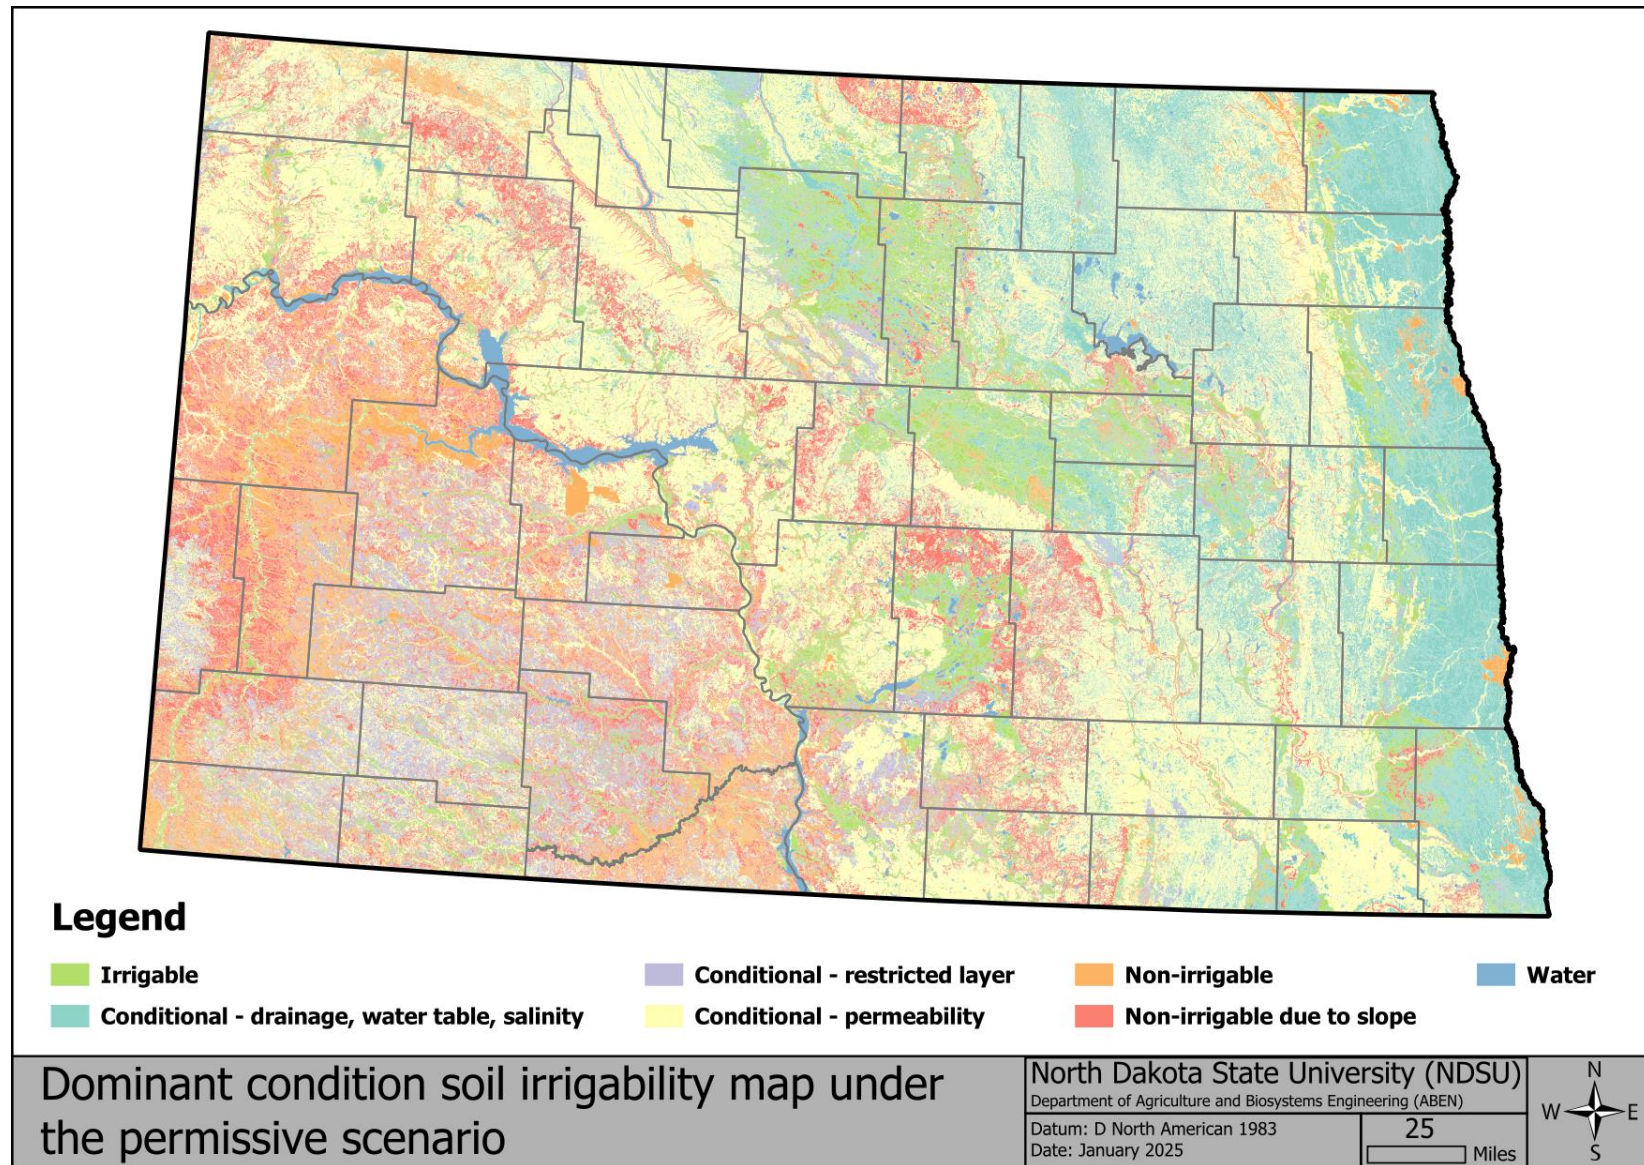 Legend
Irrigable
Conditional - drainage, water table, salinity
Conditional - restricted layer
Conditional - permeability
Non-irrigable
Non-irrigable due to slope
Water
Dominant condition soil irrigability map under
the permissive scenario
North Dakota State University (NDSU)
Department of Agriculture and Biosystems Engineering (ABEN)
Datum: D North American 1983
Date: January 2025
25
Miles
N
W E
S